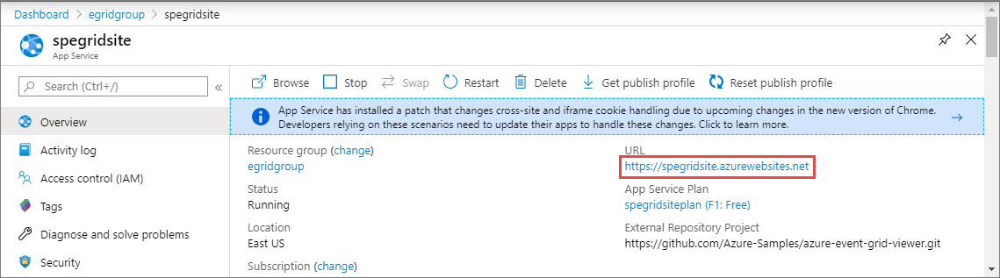 Dashboard > egridgroup > spegridsite
spegridsite
App Service
Search (Ctrl+/)
«
Browse Stop Swap Restart Delete Get publish profile Reset publish profile
App Service has installed a patch that changes cross-site and iframe cookie handling due to upcoming changes in the new version of Chrome.
Developers relying on these scenarios need to update their apps to handle these changes. Click to learn more.
Overview
Activity log
Access control (IAM)
Tags
Diagnose and solve problems
Security
Resource group (change)
egridgroup
Status
Running
Location
East US
Subscription (change)
URL
https://spegridsite.azurewebsites.net
App Service Plan
spegridsiteplan (F1: Free)
External Repository Project
https://github.com/Azure-Samples/azure-event-grid-viewer.git